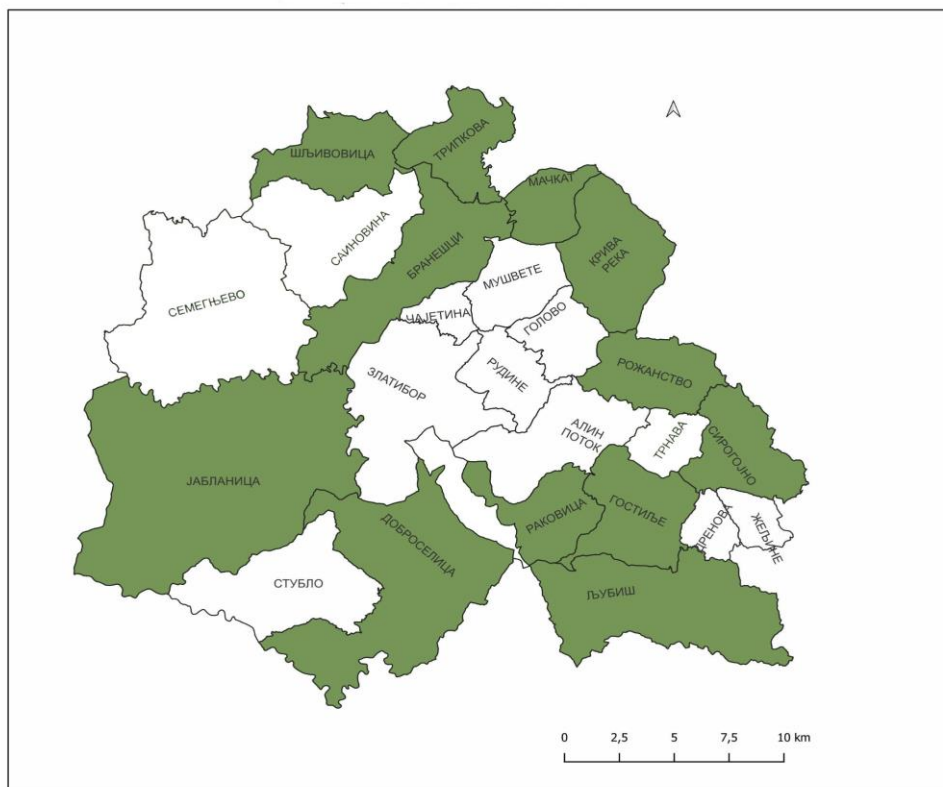 ТРИПКОВА
ШЉИВОВИЦА
МАЧКАТ
САИНОВИНА
БРАНЕШЦИ
КРИВА
РЕКА
МУШВЕТЕ
СЕМЕГЊЕВО
ЧАЈЕТИНА
ГОЛОВО
РУДИНЕ
ЗЛАТИБОР
РОЖАНСТВО
АЛИН
ПОТОК
ТРНАВА
СИРОГОЈНО
ЈАБЛАНИЦА
ДОБРОСЕЛИЦА
РАКОВИЦА
ГОСТИЉЕ
ДРЕНОВА
ЖЕЉИНЕ
СТУБЛО
ЉУБИШ
0 2,5 5 7,5 10 km